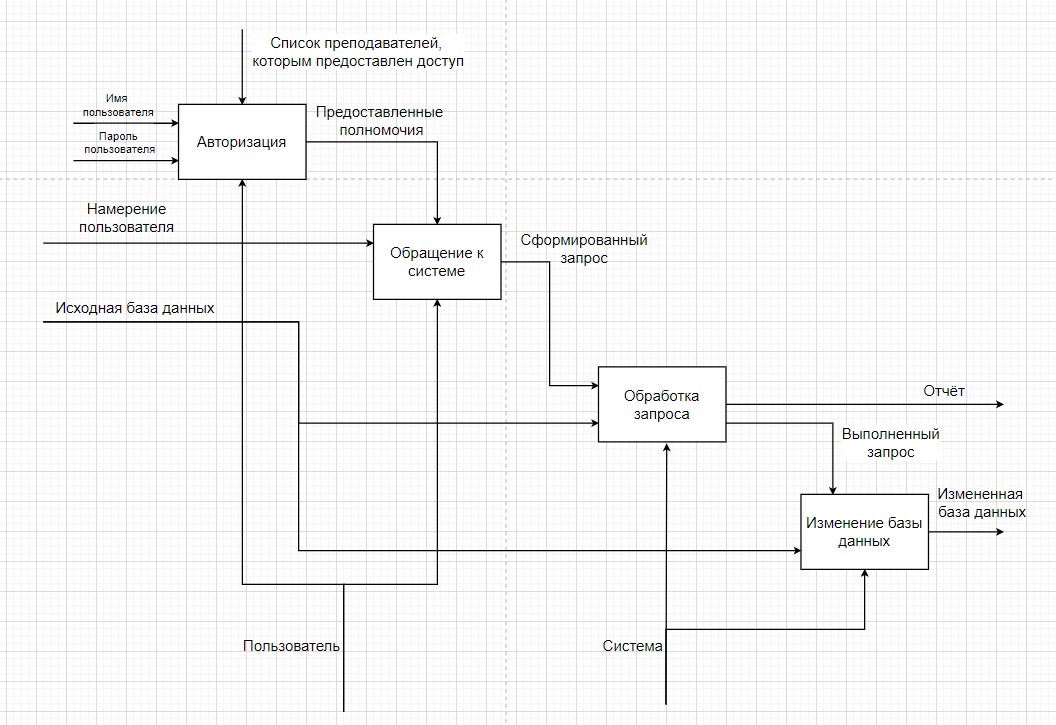 Список преподавателей,
которым предоставлен доступ
Имя
пользователя
Пароль
пользователя
Авторизация
Предоставленные
полномочия
Намерение
пользователя
Обращение к
системе
Сформированный
запрос
Исходная база данных
Обработка
запроса
Отчёт
Выполненный
запрос
Изменение базы
данных
Измененная
база данных
Пользователь
Система